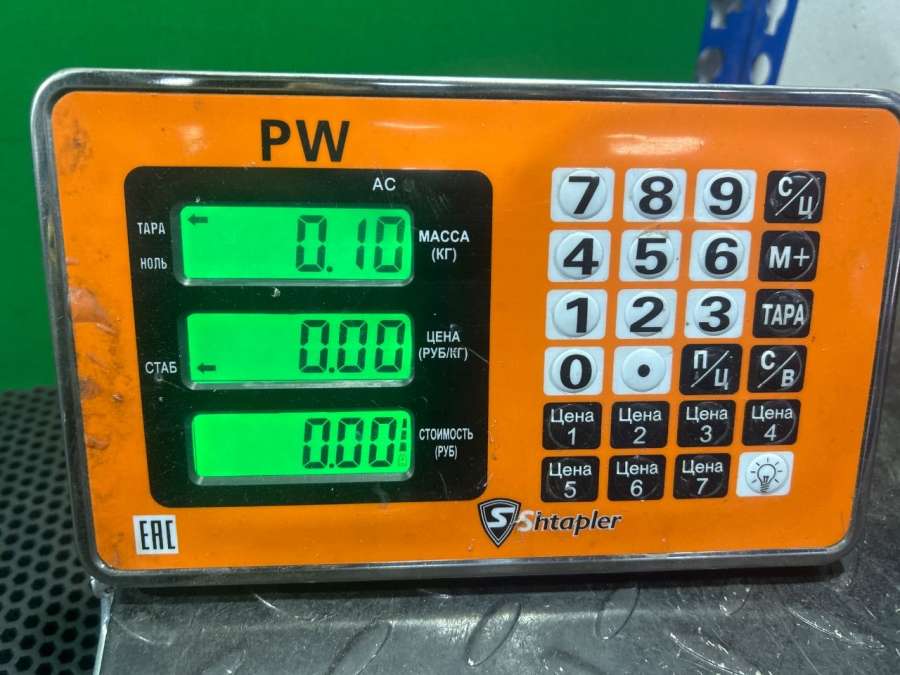 PW
AC
ТАРА
НОЛЬ
0.10
МАССА
(КГ)
СТАБ
0.00
ЦЕНА
(РУБ/КГ)
0.00
СТОИМОСТЬ
(РУБ)
7 8 9 С/Ц
4 5 6 М+
1 2 3 ТАРА
0 . П/Ц С/В
Цена 1 Цена 2 Цена 3 Цена 4
Цена 5 Цена 6 Цена 7
S-Shtapler
EAC